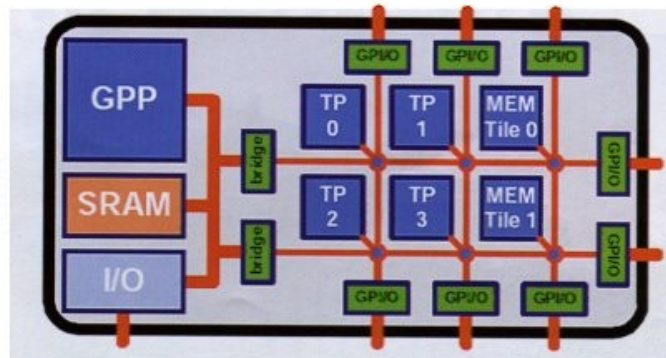 GPI/O
GPI/O
GPI/O
GPP
TP
0
TP
1
MEM
Tile 0
bridge
GPI/O
SRAM
TP
2
TP
3
MEM
Tile 1
bridge
GPI/O
I/O
GPI/O
GPI/O
GPI/O